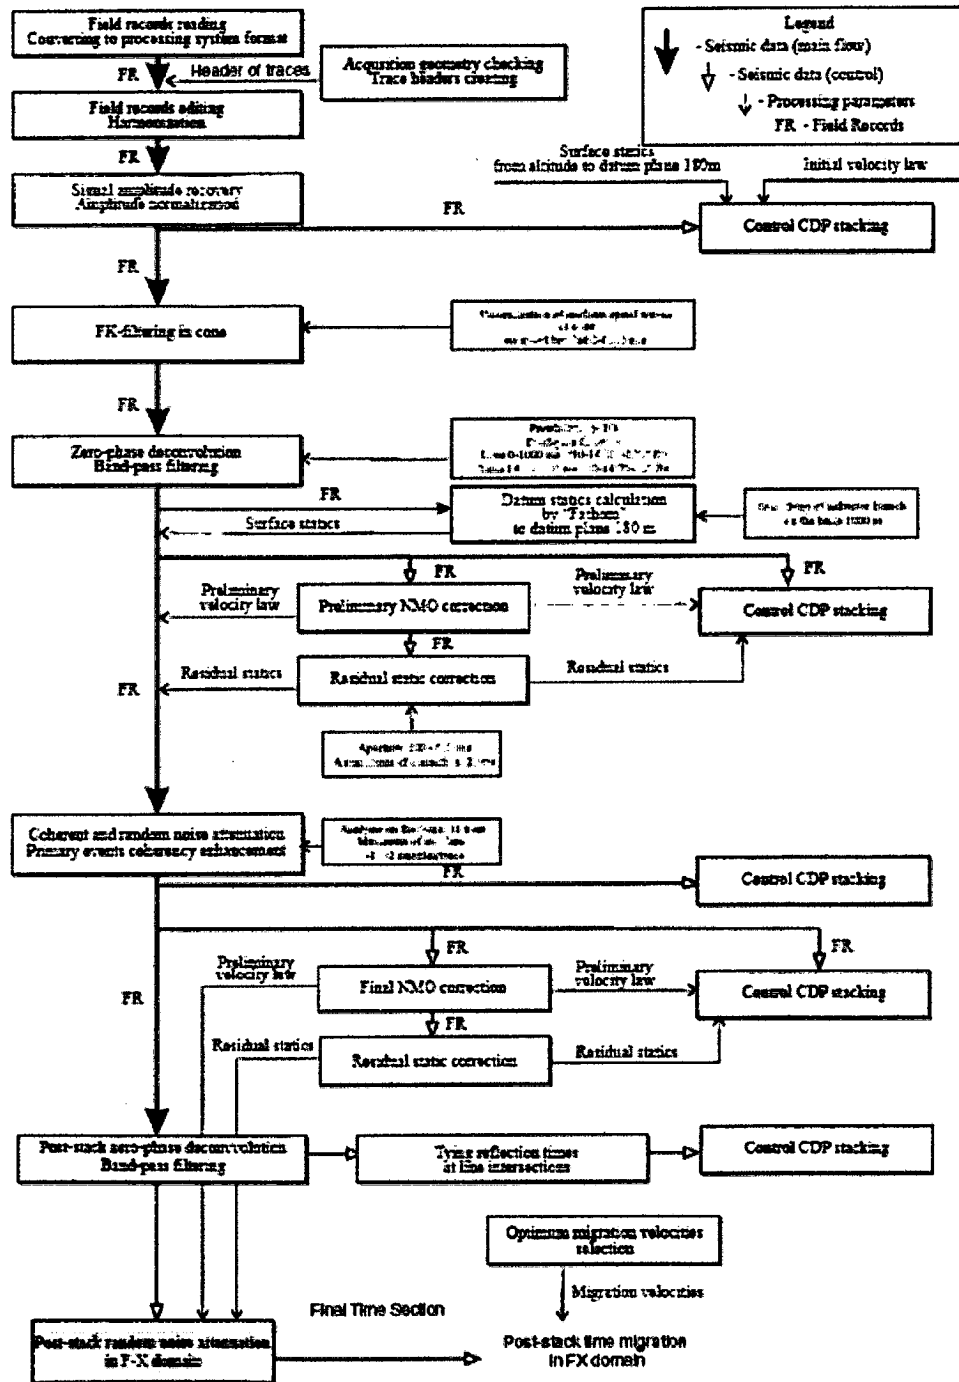 Field records reading
Converting to processing system format
Legend
- Seismic data (main flour)
- Seismic data (control)
- Processing parameters
FR - Field Records
FR
Header of traces
Acquisition geometry checking
Trace headers creating
Field records editing
Harmonization
FR
Surface statics
from altitude to datum plane 180m
Initial velocity law
Signal amplitude recovery
Amplitude normalization
FR
Control CDP stacking
FR
FK-filtering in cone
FR
Zero-phase deconvolution
Band-pass filtering
FR
Surface statics
Datum statics calculation
by "Fathom"
to datum plane 180 m
FR
FR
Preliminary
velocity law
Preliminary NMO correction
Preliminary
velocity law
Control CDP stacking
FR
Residual statics
Residual static correction
Residual statics
FR
Coherent and random noise attenuation
Primary events coherency enhancement
FR
Control CDP stacking
FR
FR
Preliminary
velocity law
Final NMO correction
Preliminary
velocity law
Control CDP stacking
FR
FR
Residual statics
Residual static correction
Residual statics
Post-stack zero-phase deconvolution
Band-pass filtering
Tying reflection times
at line intersections
Control CDP stacking
Optimum migration velocities
selection
Migration velocities
Final Time Section
Post-stack random noise attenuation
in F-X domain
Post-stack time migration
in FX domain